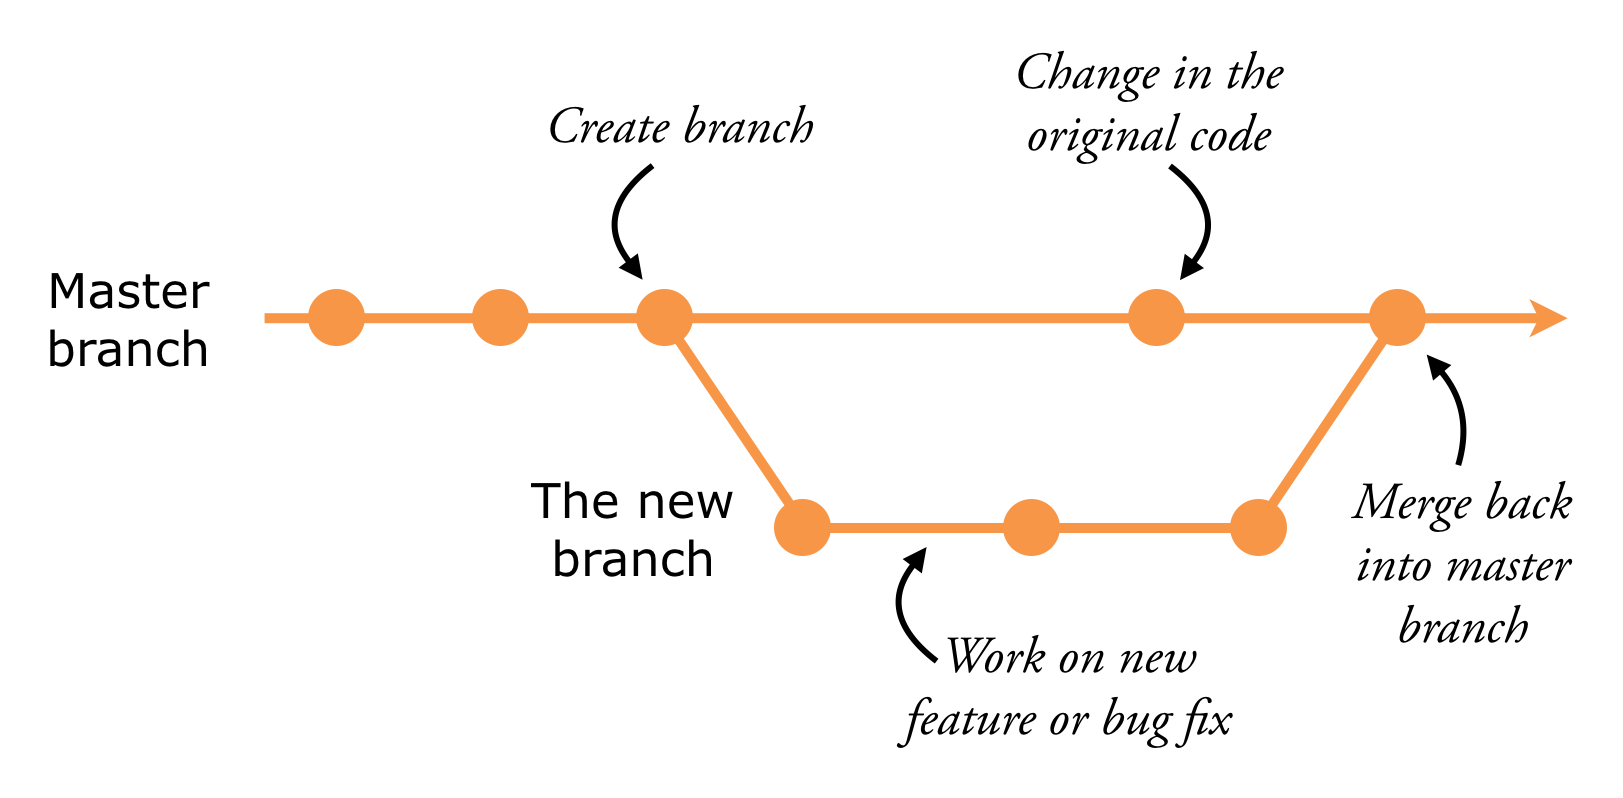 Create branch
Change in the
original code
Master
branch
The new
branch
Merge back
into master
branch
Work on new
feature or bug fix